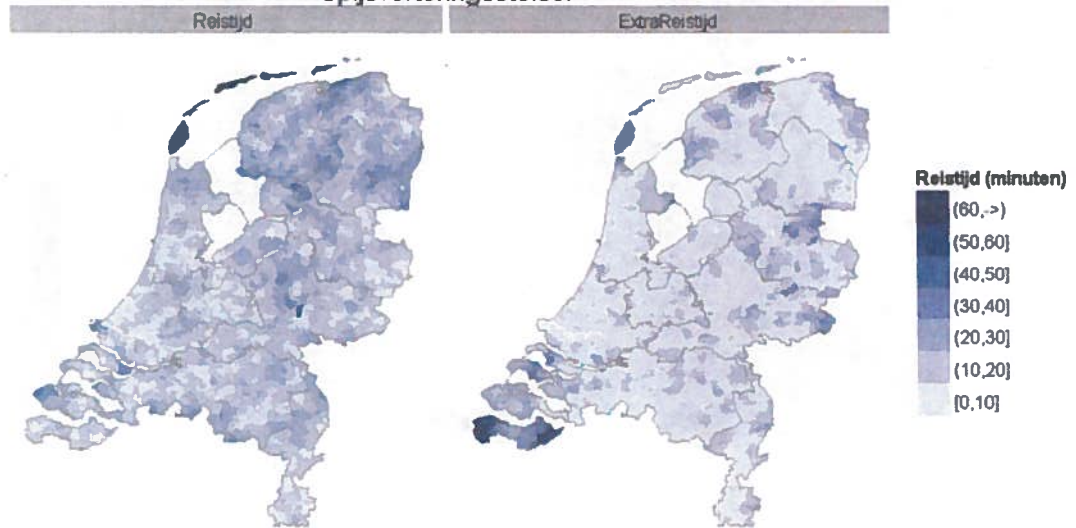 Reistijd
ExtraReistijd
Reistijd (minuten)
(60,->)
(50,60]
(40,50]
(30,40]
(20,30]
(10,20]
[0,10]